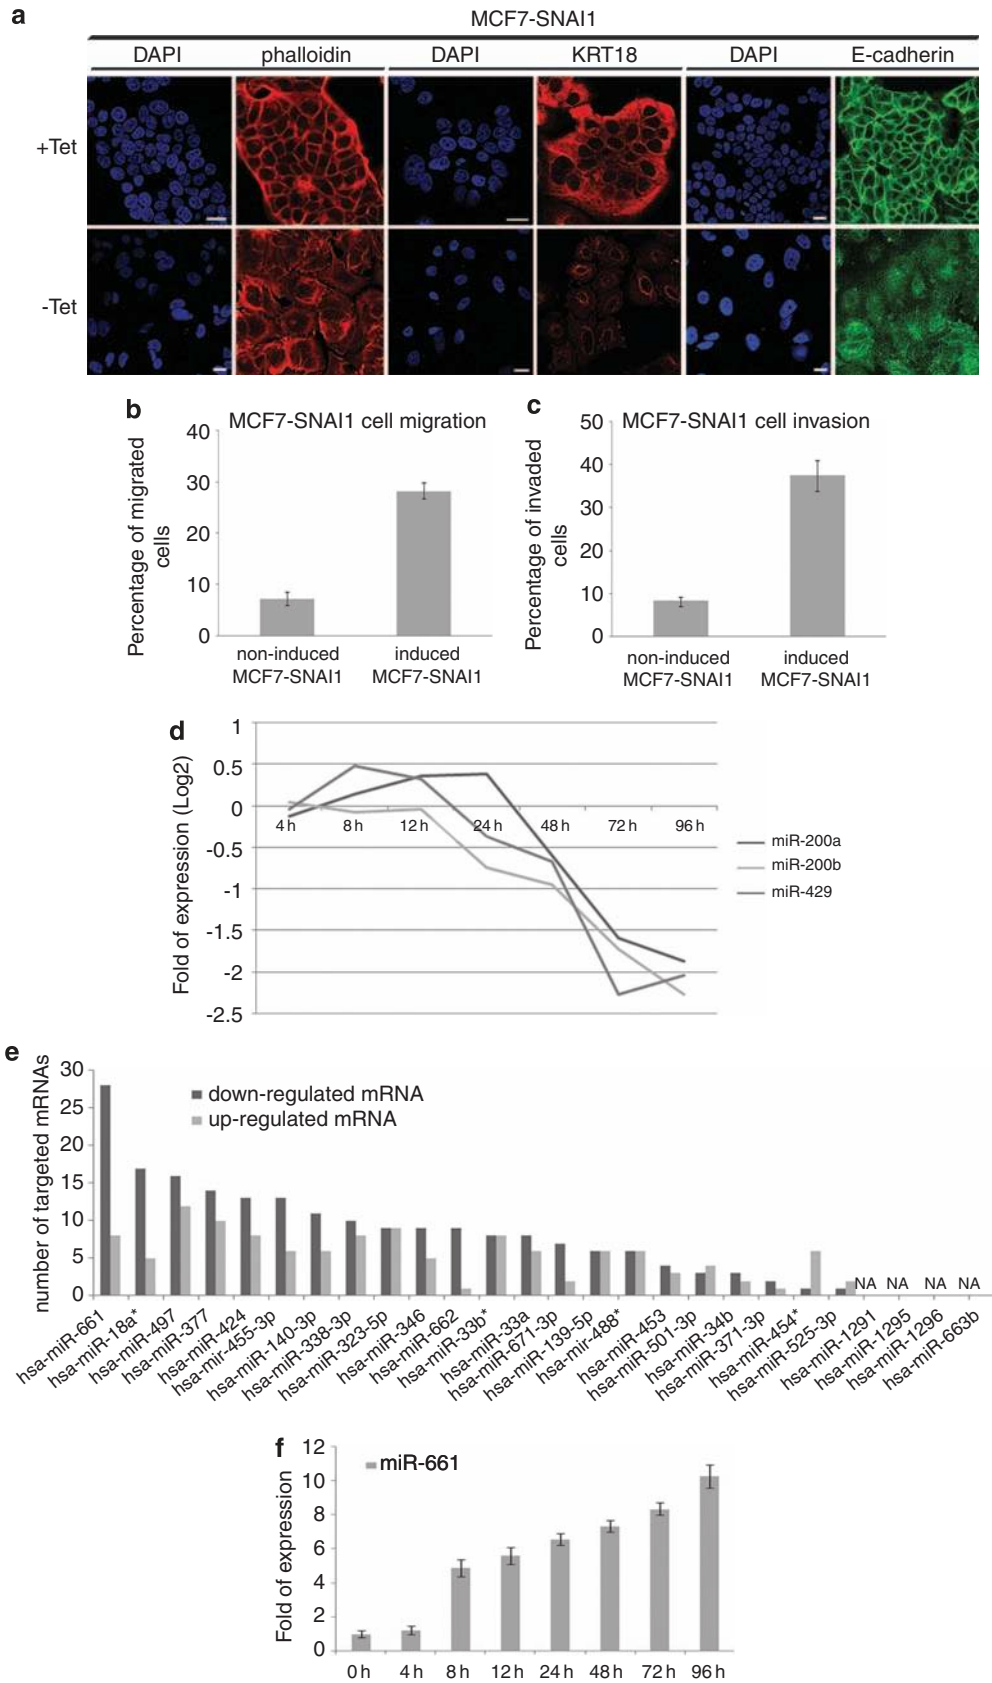 a
MCF7-SNAI1
DAPI phalloidin DAPI KRT18 DAPI E-cadherin
+Tet
-Tet
b
MCF7-SNAI1 cell migration
Percentage of migrated
cells
40
30
20
10
0
non-induced
MCF7-SNAI1
induced
MCF7-SNAI1
c
MCF7-SNAI1 cell invasion
Percentage of invaded
cells
50
40
30
20
10
0
non-induced
MCF7-SNAI1
induced
MCF7-SNAI1
d
Fold of expression (Log2)
1
0.5
0
-0.5
-1
-1.5
-2
-2.5
4 h 8 h 12 h 24 h 48 h 72 h 96 h
miR-200a
miR-200b
miR-429
e
number of targeted mRNAs
30
25
20
15
10
5
0
down-regulated mRNA
up-regulated mRNA
NA NA NA NA
hsa-miR-661
hsa-miR-18a*
hsa-miR-497
hsa-miR-377
hsa-miR-424
hsa-mir-455-3p
hsa-miR-140-3p
hsa-miR-338-3p
hsa-miR-323-5p
hsa-miR-346
hsa-miR-662
hsa-miR-33b*
hsa-miR-33a
hsa-miR-671-3p
hsa-miR-139-5p
hsa-mir-488*
hsa-miR-453
hsa-miR-501-3p
hsa-miR-34b
hsa-miR-371-3p
hsa-miR-454*
hsa-miR-525-3p
hsa-miR-1291
hsa-miR-1295
hsa-miR-1296
hsa-miR-663b
f
Fold of expression
12
10
8
6
4
2
0
miR-661
0 h 4 h 8 h 12 h 24 h 48 h 72 h 96 h